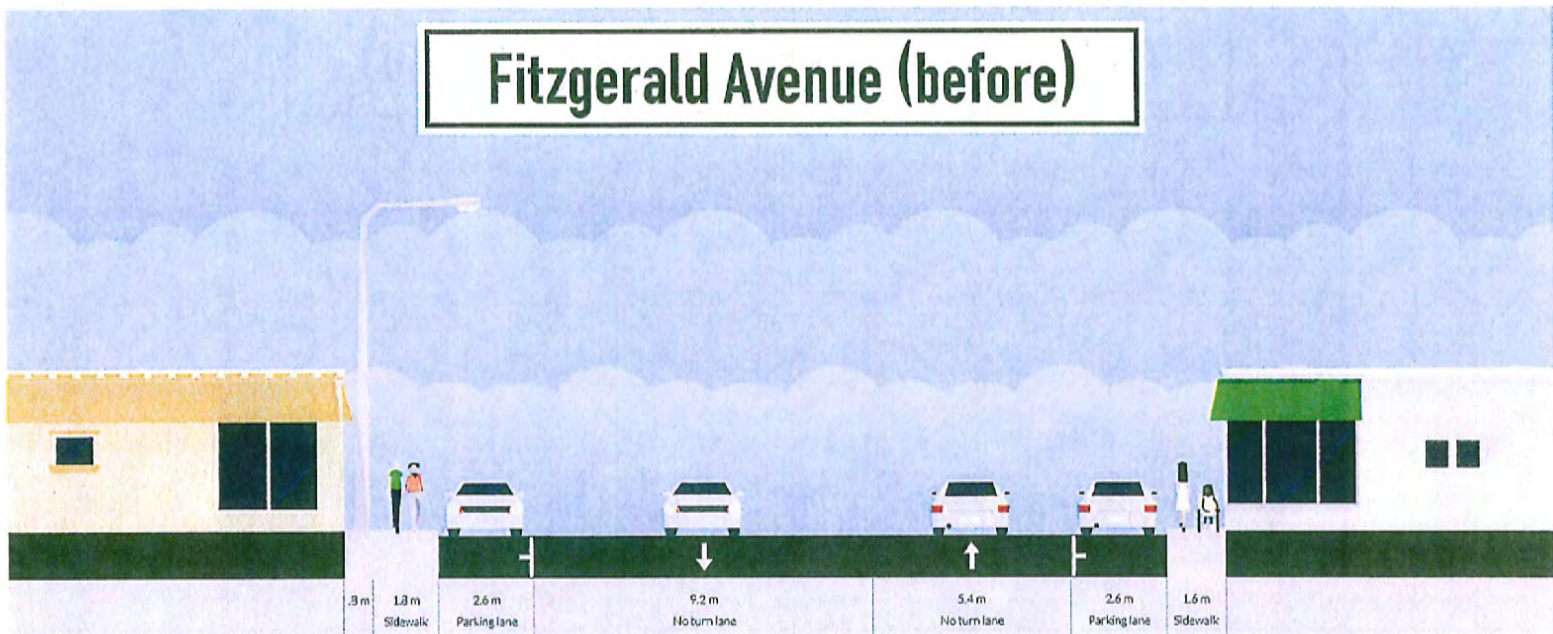 Fitzgerald Avenue (before)
.8 m 1.8 m 2.6 m 9.2 m 5.4 m 2.6 m 1.6 m
Sidewalk Parking lane No turn lane No turn lane Parking lane Sidewalk